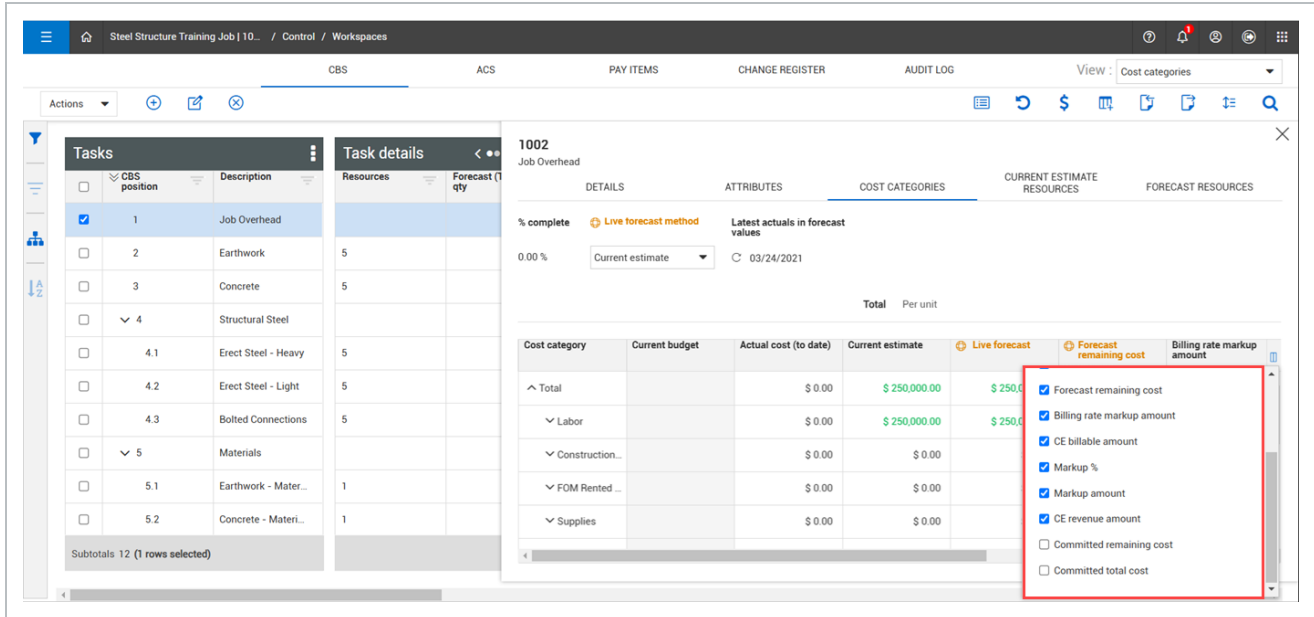 Steel Structure Training Job | 10... / Control / Workspaces
1
CBS ACS PAY ITEMS CHANGE REGISTER AUDIT LOG View : Cost categories
Actions
Tasks
CBS position Description
1 Job Overhead
2 Earthwork
3 Concrete
4 Structural Steel
4.1 Erect Steel - Heavy
4.2 Erect Steel - Light
4.3 Bolted Connections
5 Materials
5.1 Earthwork - Mater...
5.2 Concrete - Materi...
Subtotals 12 (1 rows selected)
Task details
Resources Forecast (T
qty
5
5
5
5
5
1
1
1002
Job Overhead
DETAILS ATTRIBUTES COST CATEGORIES CURRENT ESTIMATE RESOURCES FORECAST RESOURCES
% complete Live forecast method Latest actuals in forecast
values
0.00 % Current estimate 03/24/2021
Total Per unit
Cost category Current budget Actual cost (to date) Current estimate Live forecast Forecast remaining cost Billing rate markup amount
Total $ 0.00 $ 250,000.00 $ 250,0
Labor $ 0.00 $ 250,000.00 $ 250,0
Construction... $ 0.00 $ 0.00
FOM Rented ... $ 0.00 $ 0.00
Supplies $ 0.00 $ 0.00
Forecast remaining cost
Billing rate markup amount
CE billable amount
Markup %
Markup amount
CE revenue amount
Committed remaining cost
Committed total cost